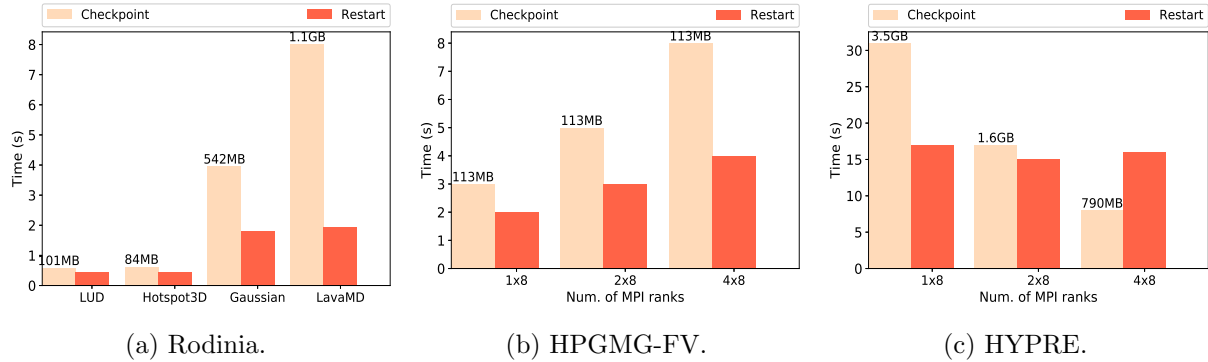 Checkpoint Restart
8
7
6
5
4
3
2
1
0
Time (s)
101MB
84MB
542MB
1.1GB
LUD Hotspot3D Gaussian LavaMD
(a) Rodinia.
Checkpoint Restart
8
7
6
5
4
3
2
1
0
Time (s)
113MB
113MB
113MB
1x8 2x8 4x8
Num. of MPI ranks
(b) HPGMG-FV.
Checkpoint Restart
30
25
20
15
10
5
0
Time (s)
3.5GB
1.6GB
790MB
1x8 2x8 4x8
Num. of MPI ranks
(c) HYPRE.